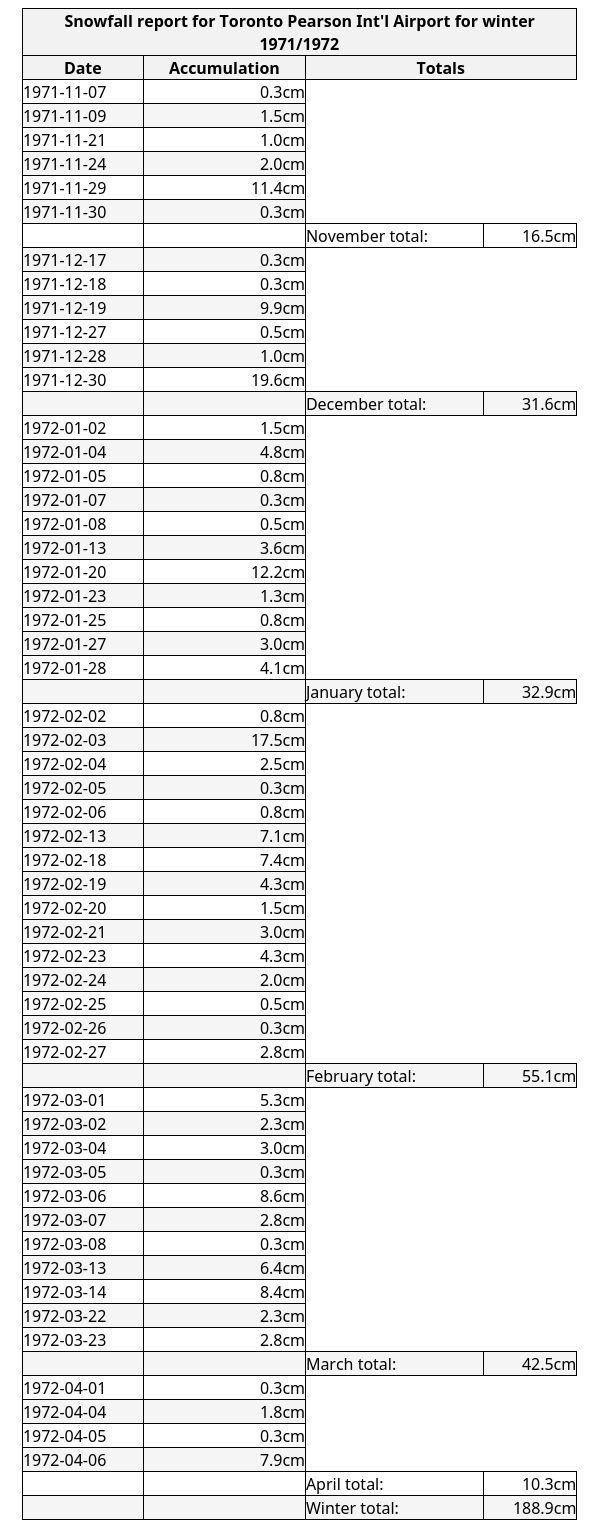 Snowfall report for Toronto Pearson Int'l Airport for winter
1971/1972
Date Accumulation Totals
1971-11-07 0.3cm
1971-11-09 1.5cm
1971-11-21 1.0cm
1971-11-24 2.0cm
1971-11-29 11.4cm
1971-11-30 0.3cm
November total: 16.5cm
1971-12-17 0.3cm
1971-12-18 0.3cm
1971-12-19 9.9cm
1971-12-27 0.5cm
1971-12-28 1.0cm
1971-12-30 19.6cm
December total: 31.6cm
1972-01-02 1.5cm
1972-01-04 4.8cm
1972-01-05 0.8cm
1972-01-07 0.3cm
1972-01-08 0.5cm
1972-01-13 3.6cm
1972-01-20 12.2cm
1972-01-23 1.3cm
1972-01-25 0.8cm
1972-01-27 3.0cm
1972-01-28 4.1cm
January total: 32.9cm
1972-02-02 0.8cm
1972-02-03 17.5cm
1972-02-04 2.5cm
1972-02-05 0.3cm
1972-02-06 0.8cm
1972-02-13 7.1cm
1972-02-18 7.4cm
1972-02-19 4.3cm
1972-02-20 1.5cm
1972-02-21 3.0cm
1972-02-23 4.3cm
1972-02-24 2.0cm
1972-02-25 0.5cm
1972-02-26 0.3cm
1972-02-27 2.8cm
February total: 55.1cm
1972-03-01 5.3cm
1972-03-02 2.3cm
1972-03-04 3.0cm
1972-03-05 0.3cm
1972-03-06 8.6cm
1972-03-07 2.8cm
1972-03-08 0.3cm
1972-03-13 6.4cm
1972-03-14 8.4cm
1972-03-22 2.3cm
1972-03-23 2.8cm
March total: 42.5cm
1972-04-01 0.3cm
1972-04-04 1.8cm
1972-04-05 0.3cm
1972-04-06 7.9cm
April total: 10.3cm
Winter total: 188.9cm